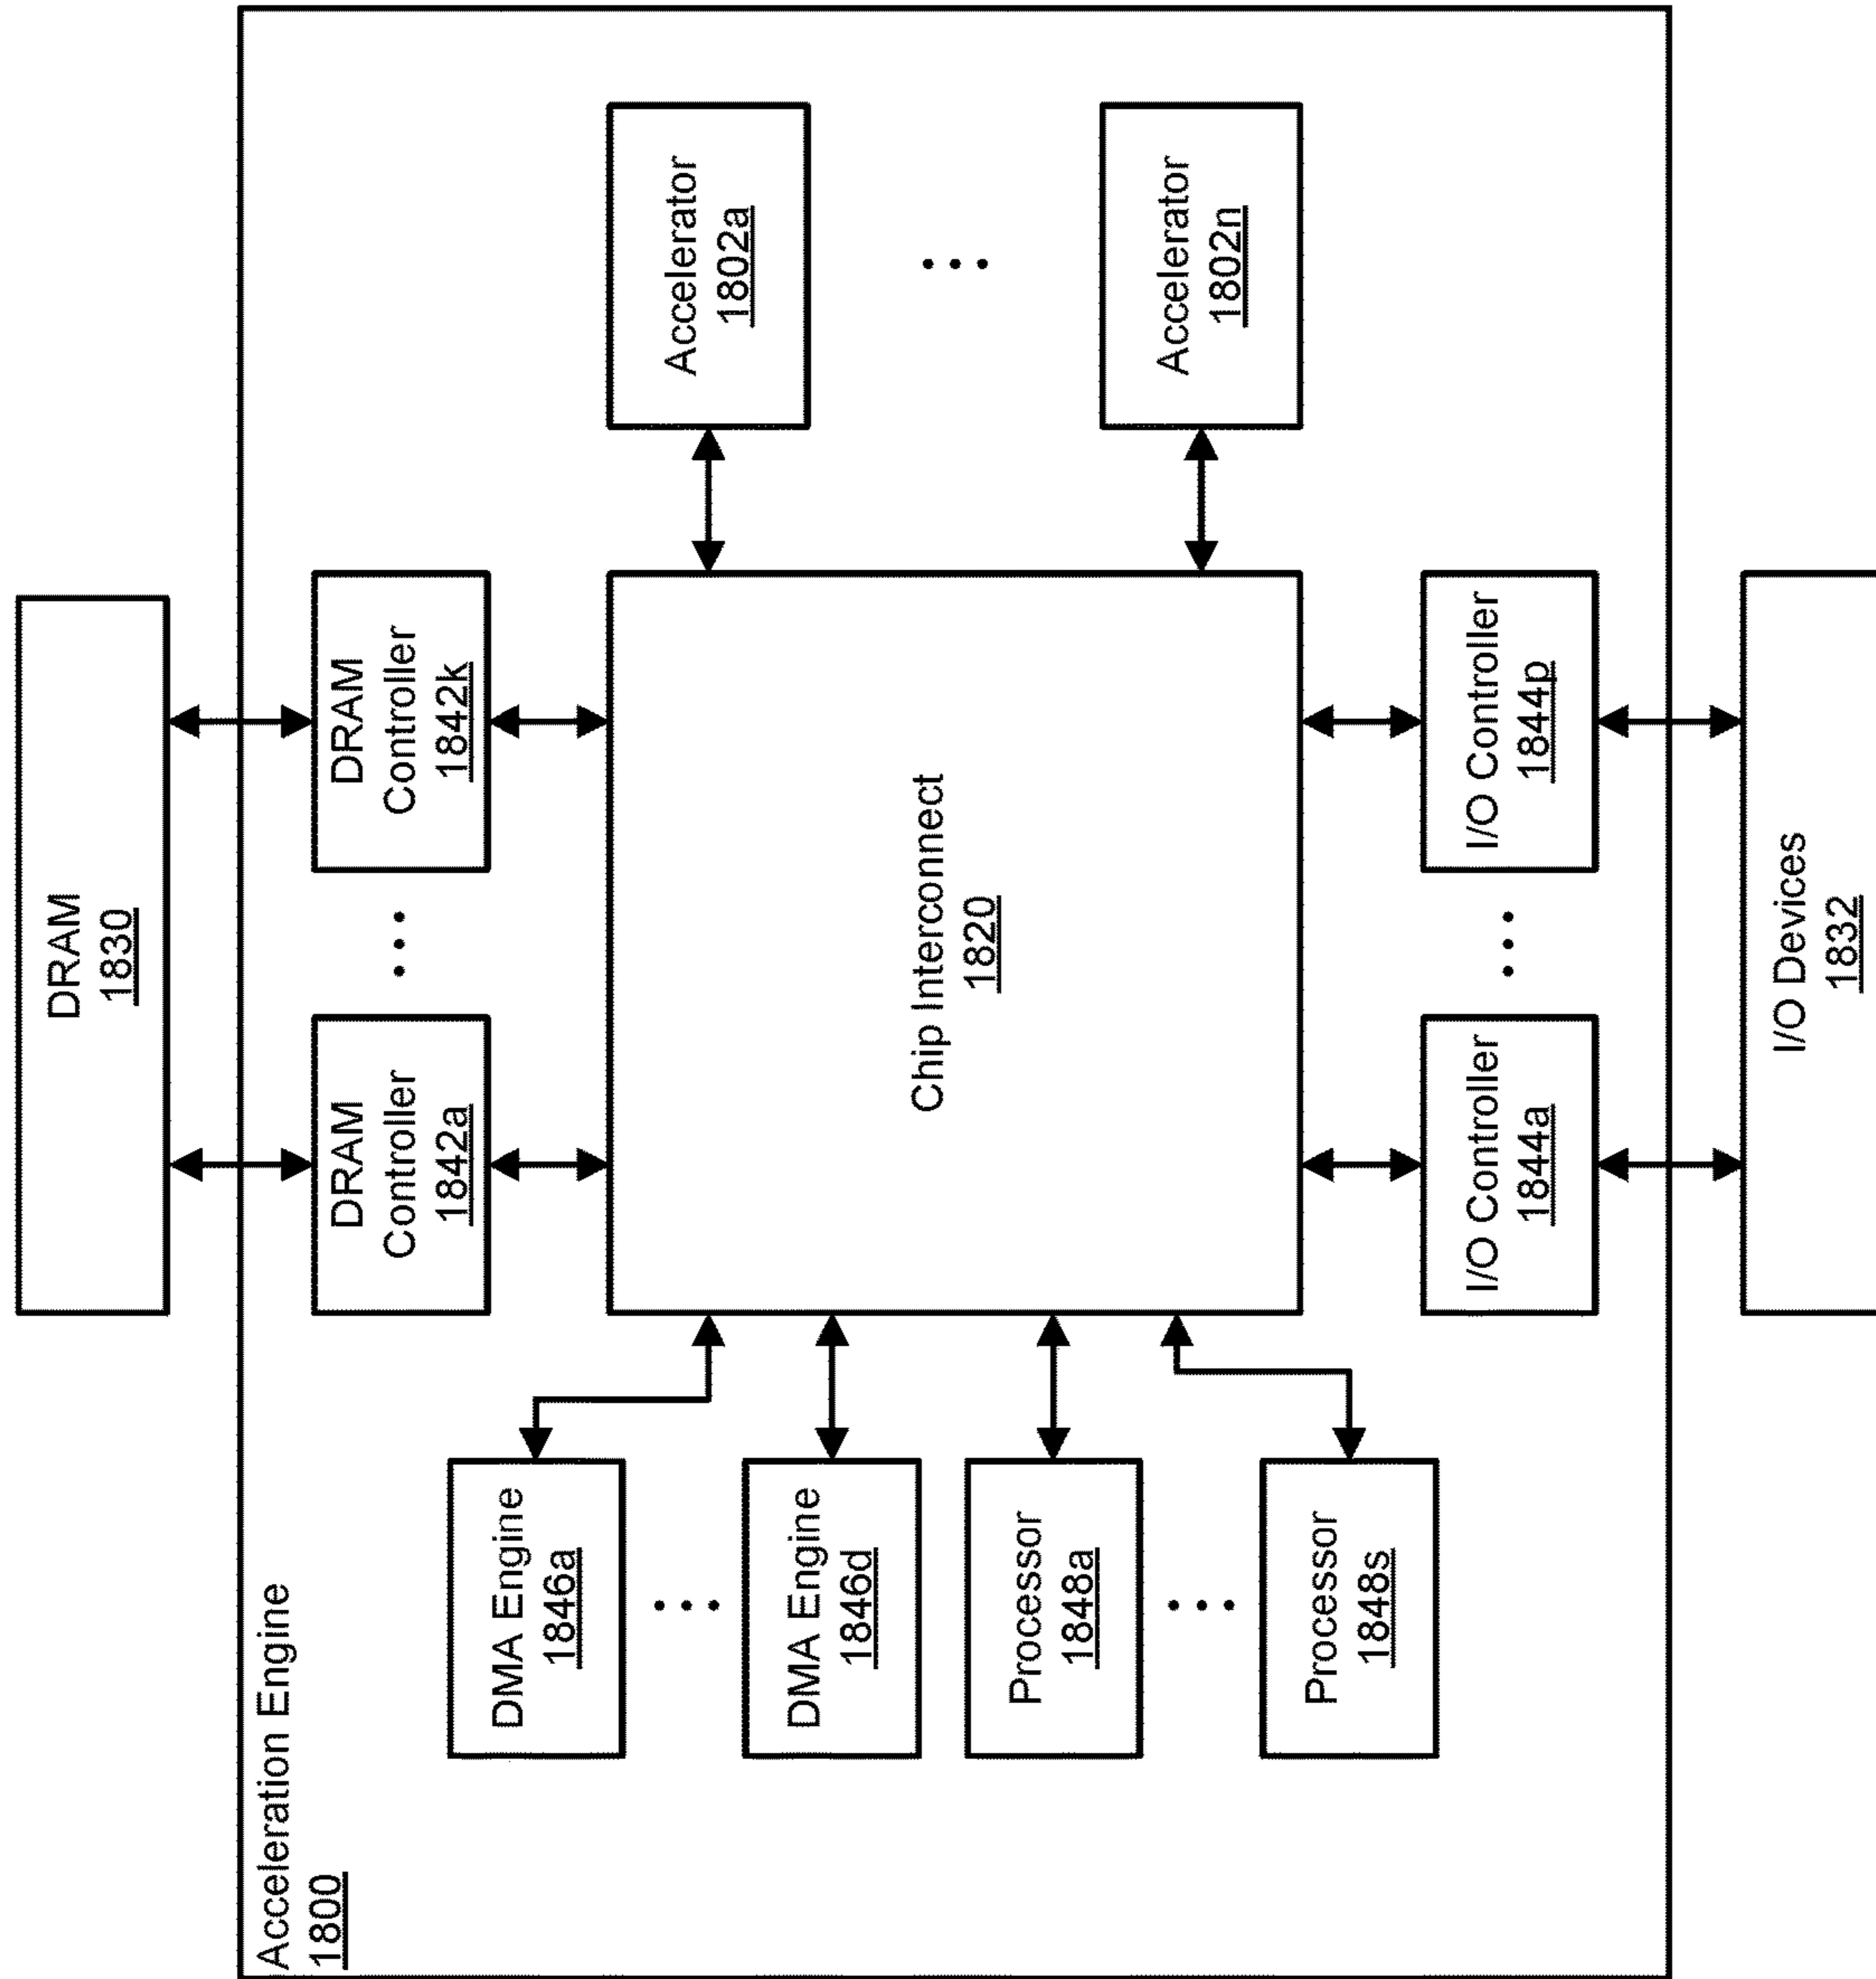 DRAM
1830
Acceleration Engine
1800
DRAM
Controller
1842a
DRAM
Controller
1842k
DMA Engine
1846a
DMA Engine
1846d
Processor
1848a
Processor
1848s
Chip Interconnect
1820
Accelerator
1802a
Accelerator
1802n
I/O Controller
1844a
I/O Controller
1844p
I/O Devices
1832